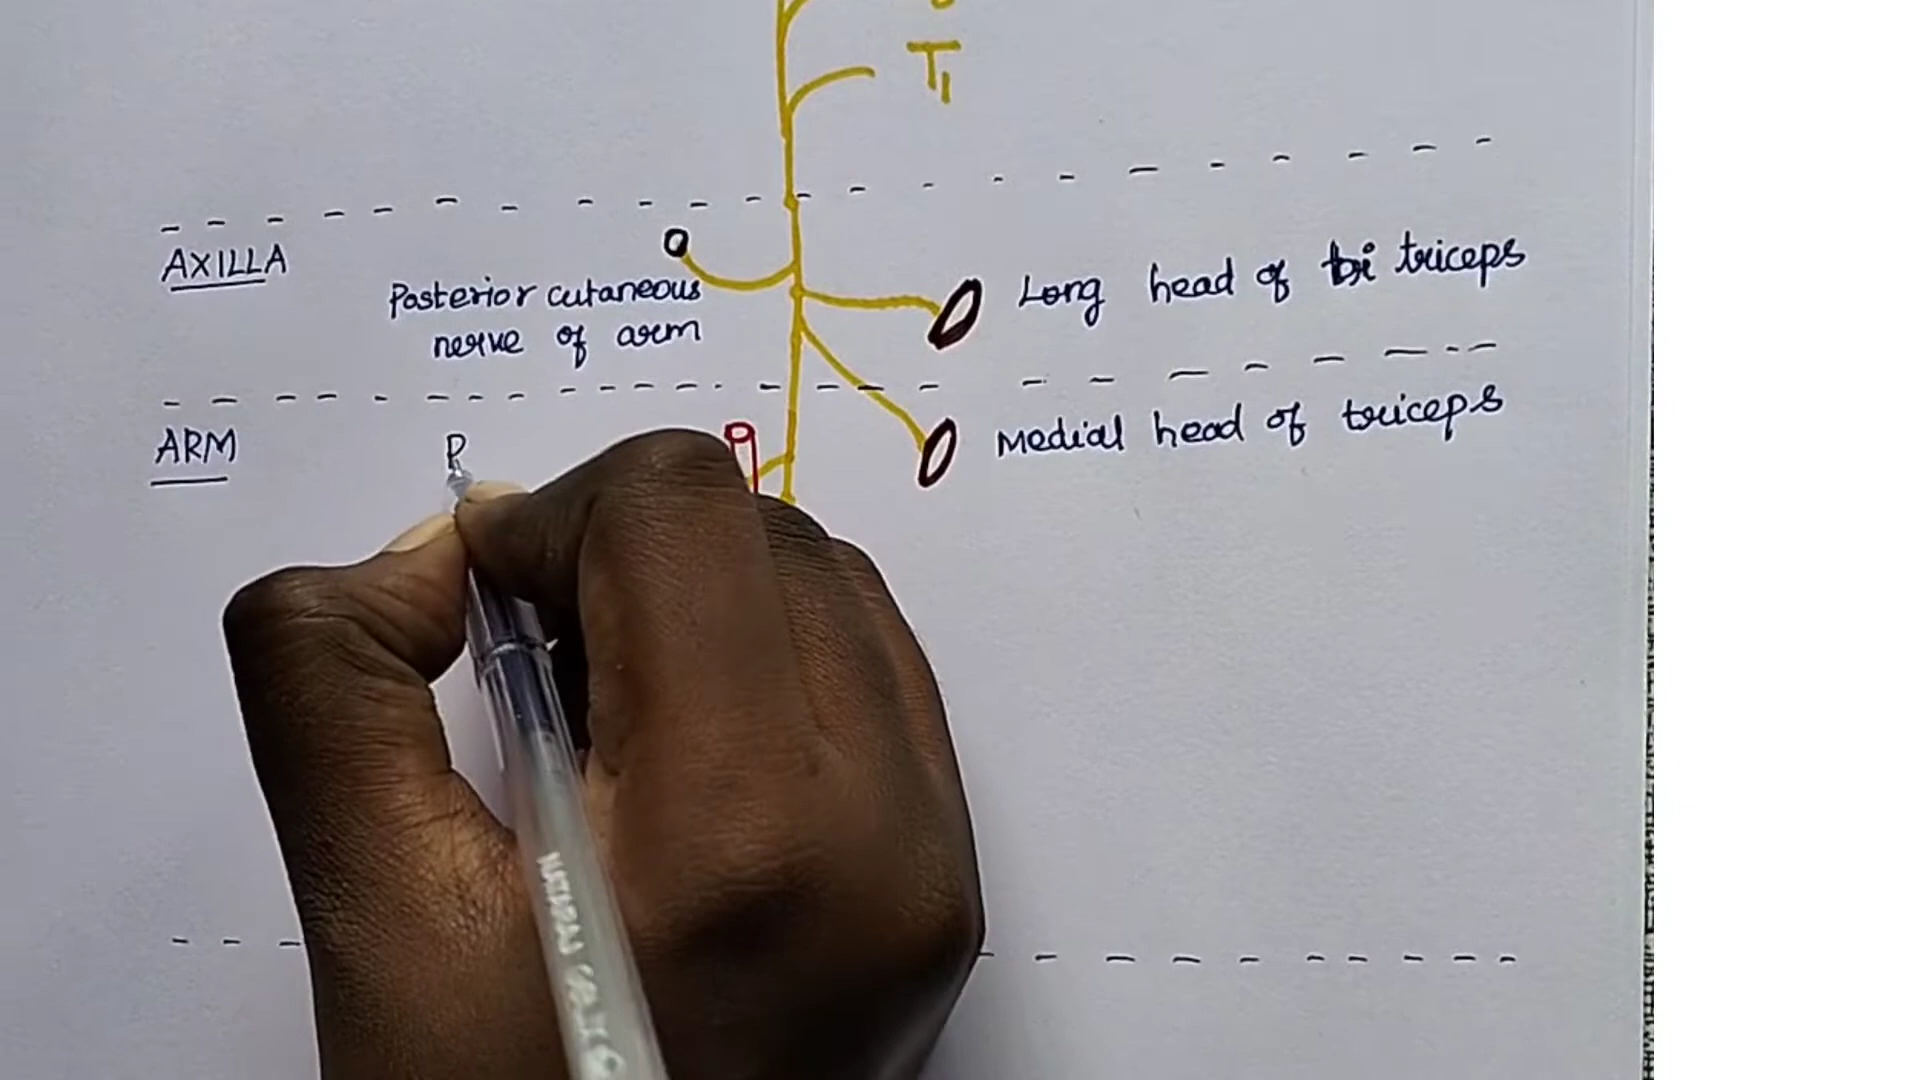 T1
AXILLA
Posterior cutaneous
nerve of arm
Long head of tri triceps
ARM
P
Medial head of triceps